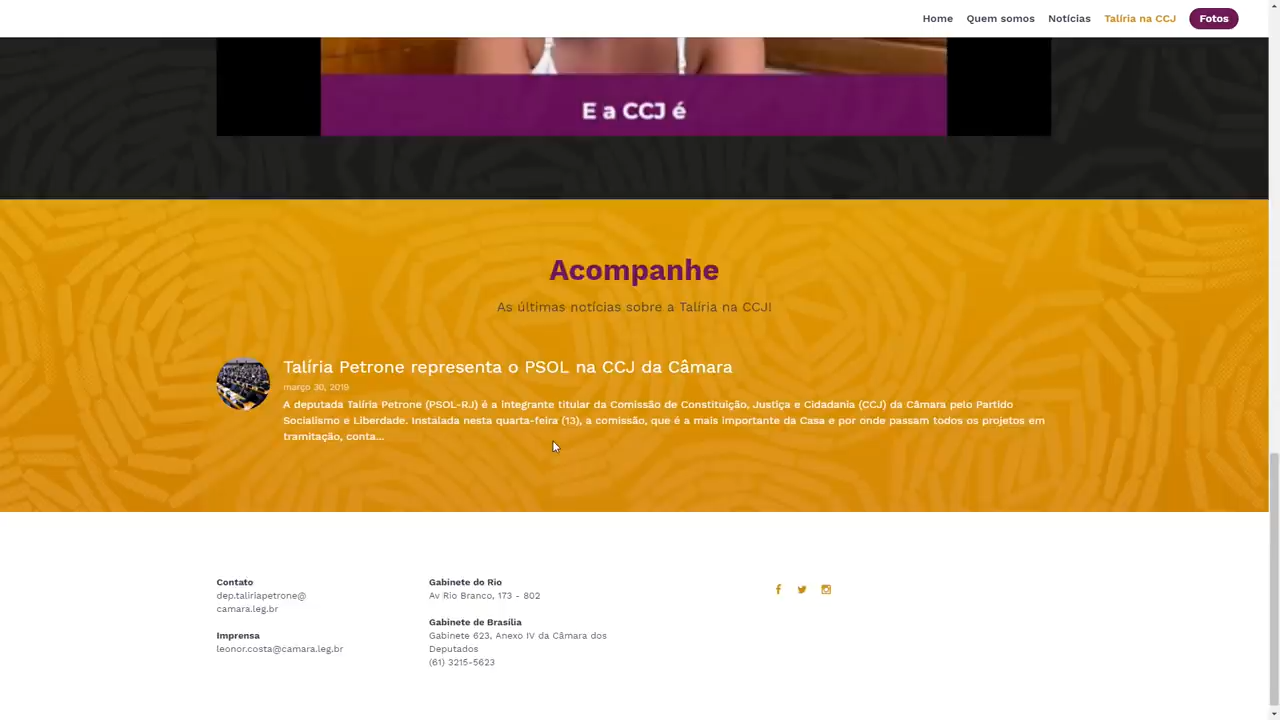 Home Quem somos Notícias Talíria na CCJ Fotos
E a CCJ é
Acompanhe
As últimas notícias sobre a Talíria na CCJ!
Talíria Petrone representa o PSOL na CCJ da Câmara
março 30, 2019
A deputada Talíria Petrone (PSOL-RJ) é a integrante titular da Comissão de Constituição, Justiça e Cidadania (CCJ) da Câmara pelo Partido
Socialismo e Liberdade. Instalada nesta quarta-feira (13), a comissão, que é a mais importante da Casa e por onde passam todos os projetos em
tramitação, conta...
Contato
dep.taliriapetrone@
camara.leg.br
Imprensa
leonor.costa@camara.leg.br
Gabinete do Rio
Av Rio Branco, 173 - 802
Gabinete de Brasília
Gabinete 623, Anexo IV da Câmara dos
Deputados
(61) 3215-5623